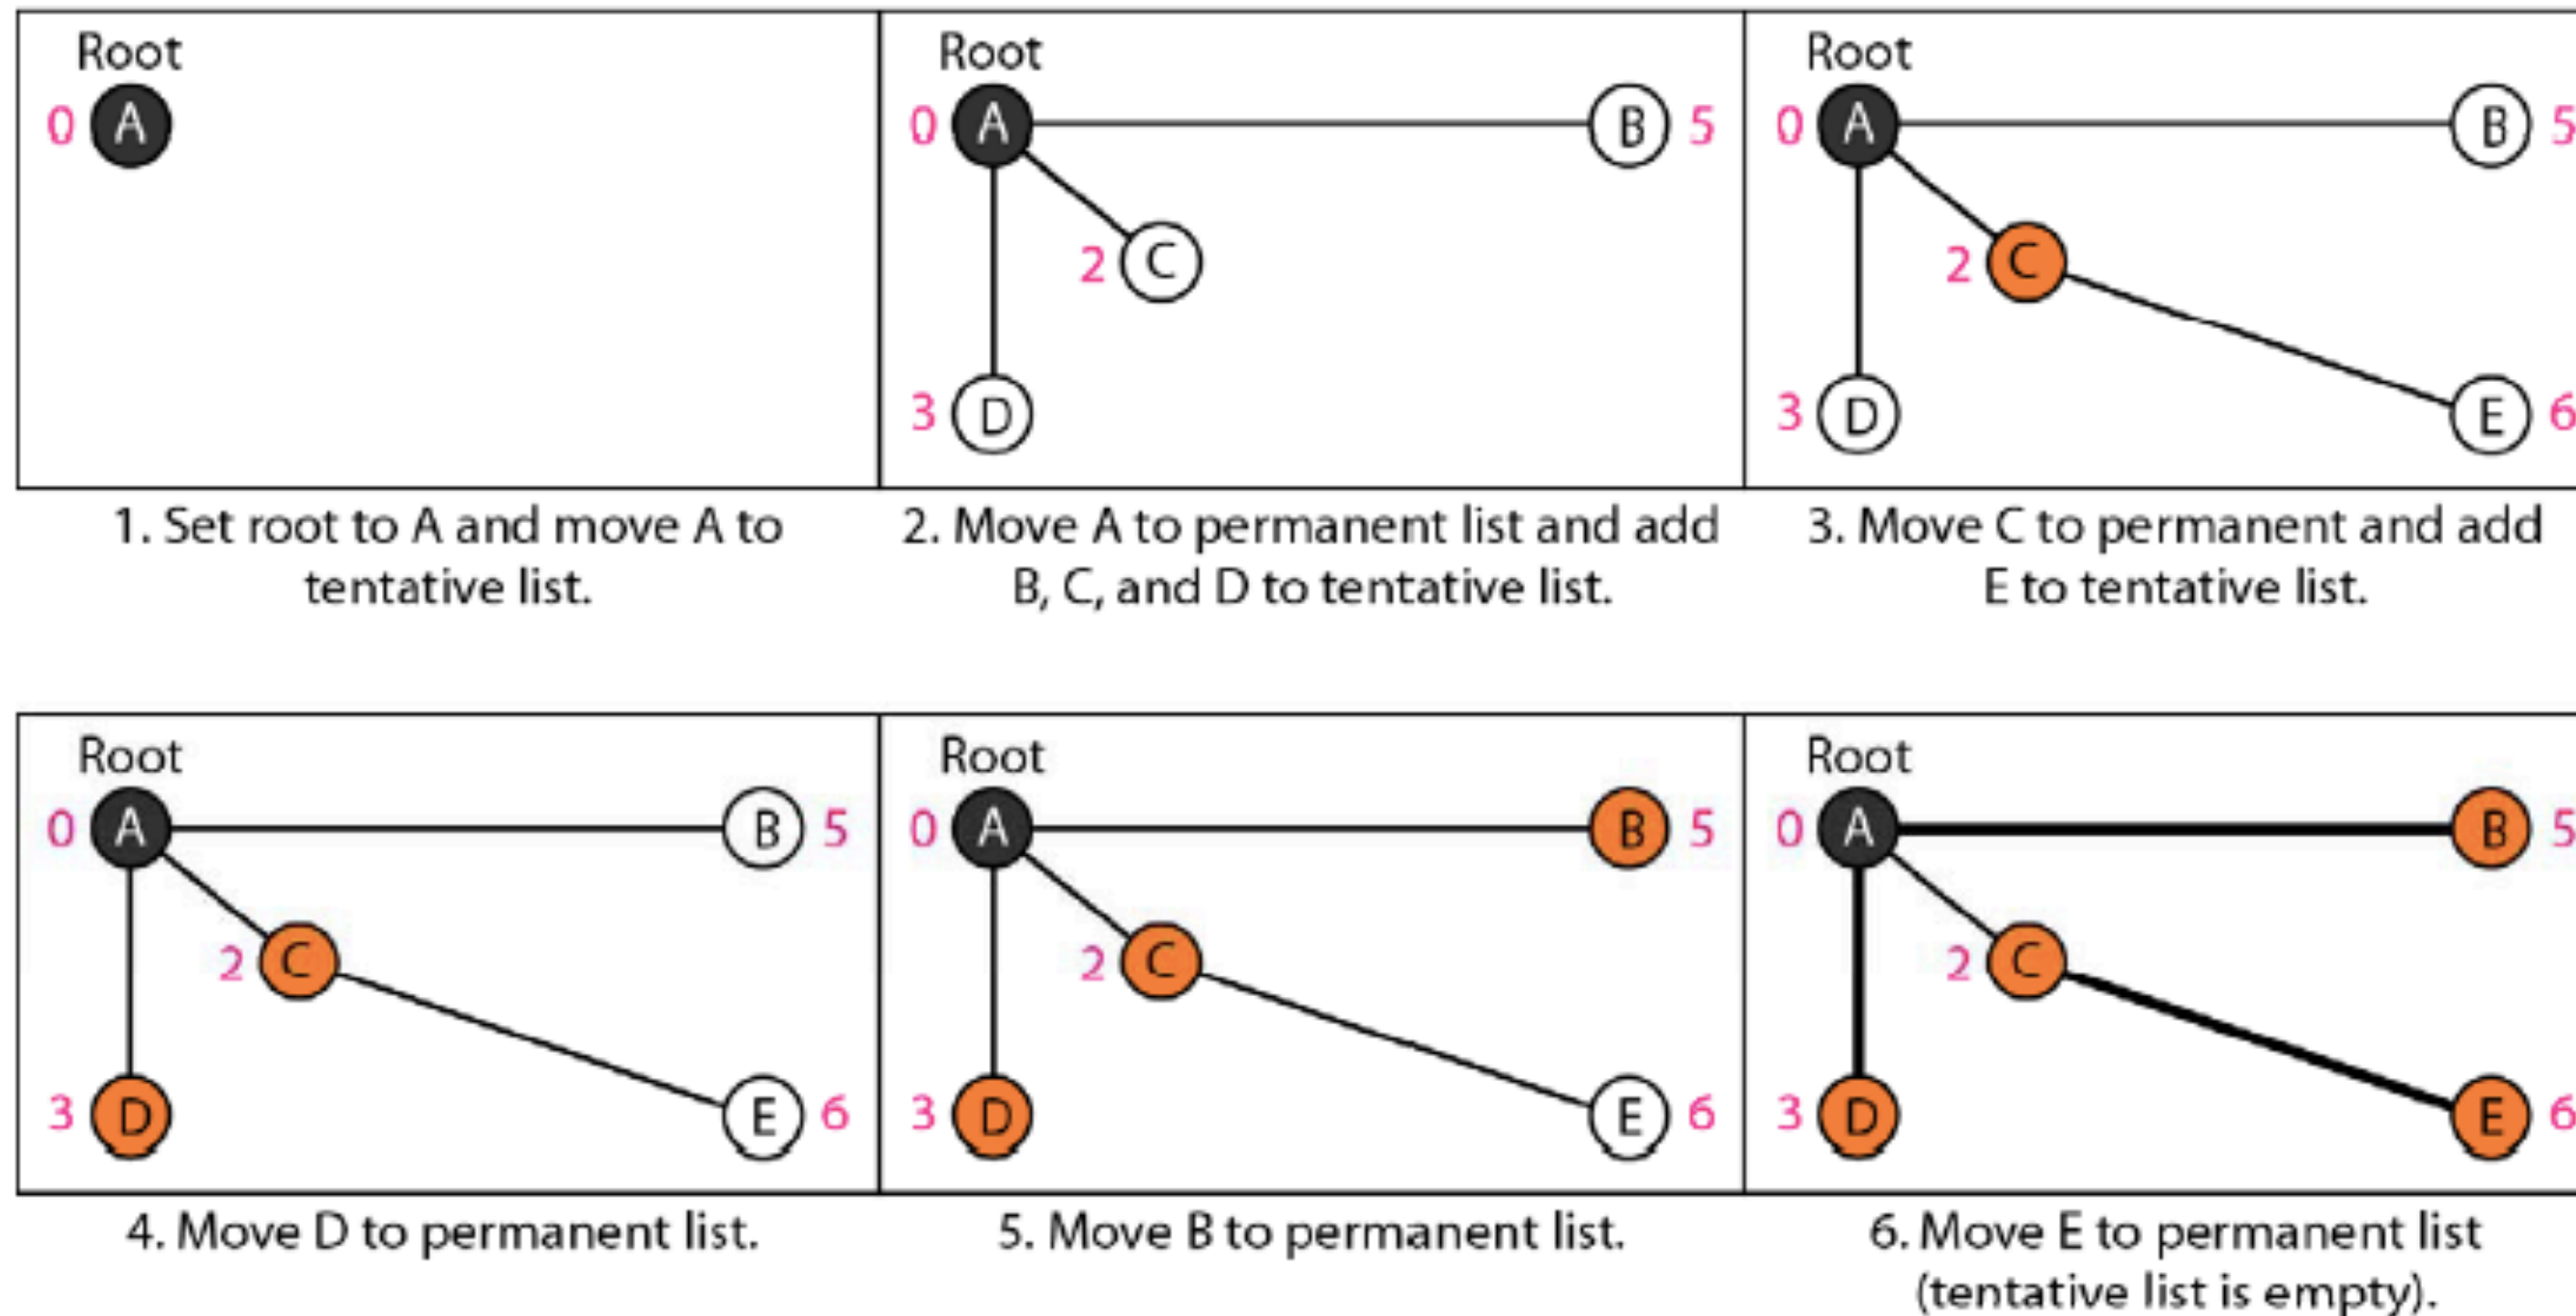 Root
0 A
Root
0 A B 5
2 C
3 D
Root
0 A B 5
2 C
3 D E 6
1. Set root to A and move A to
tentative list.
2. Move A to permanent list and add
B, C, and D to tentative list.
3. Move C to permanent and add
E to tentative list.
Root
0 A B 5
2 C
3 D E 6
Root
0 A B 5
2 C
3 D E 6
Root
0 A B 5
2 C
3 D E 6
4. Move D to permanent list.
5. Move B to permanent list.
6. Move E to permanent list
(tentative list is empty).